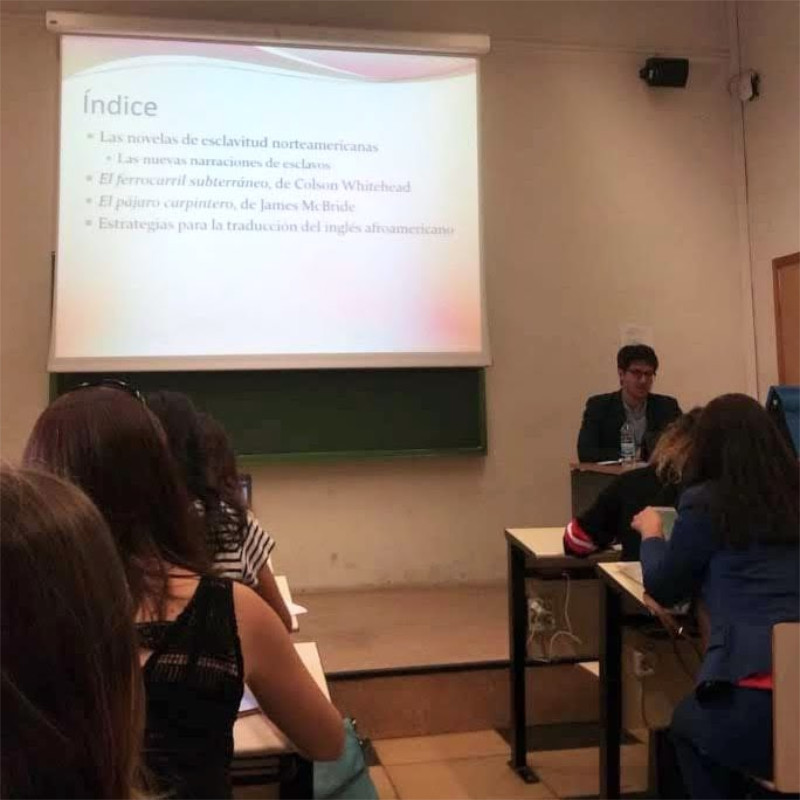 Índice
Las novelas de esclavitud norteamericanas
Las nuevas narraciones de esclavos
El ferrocarril subterráneo, de Colson Whitehead
El pájaro carpintero, de James McBride
Estrategias para la traducción del inglés afroamericano